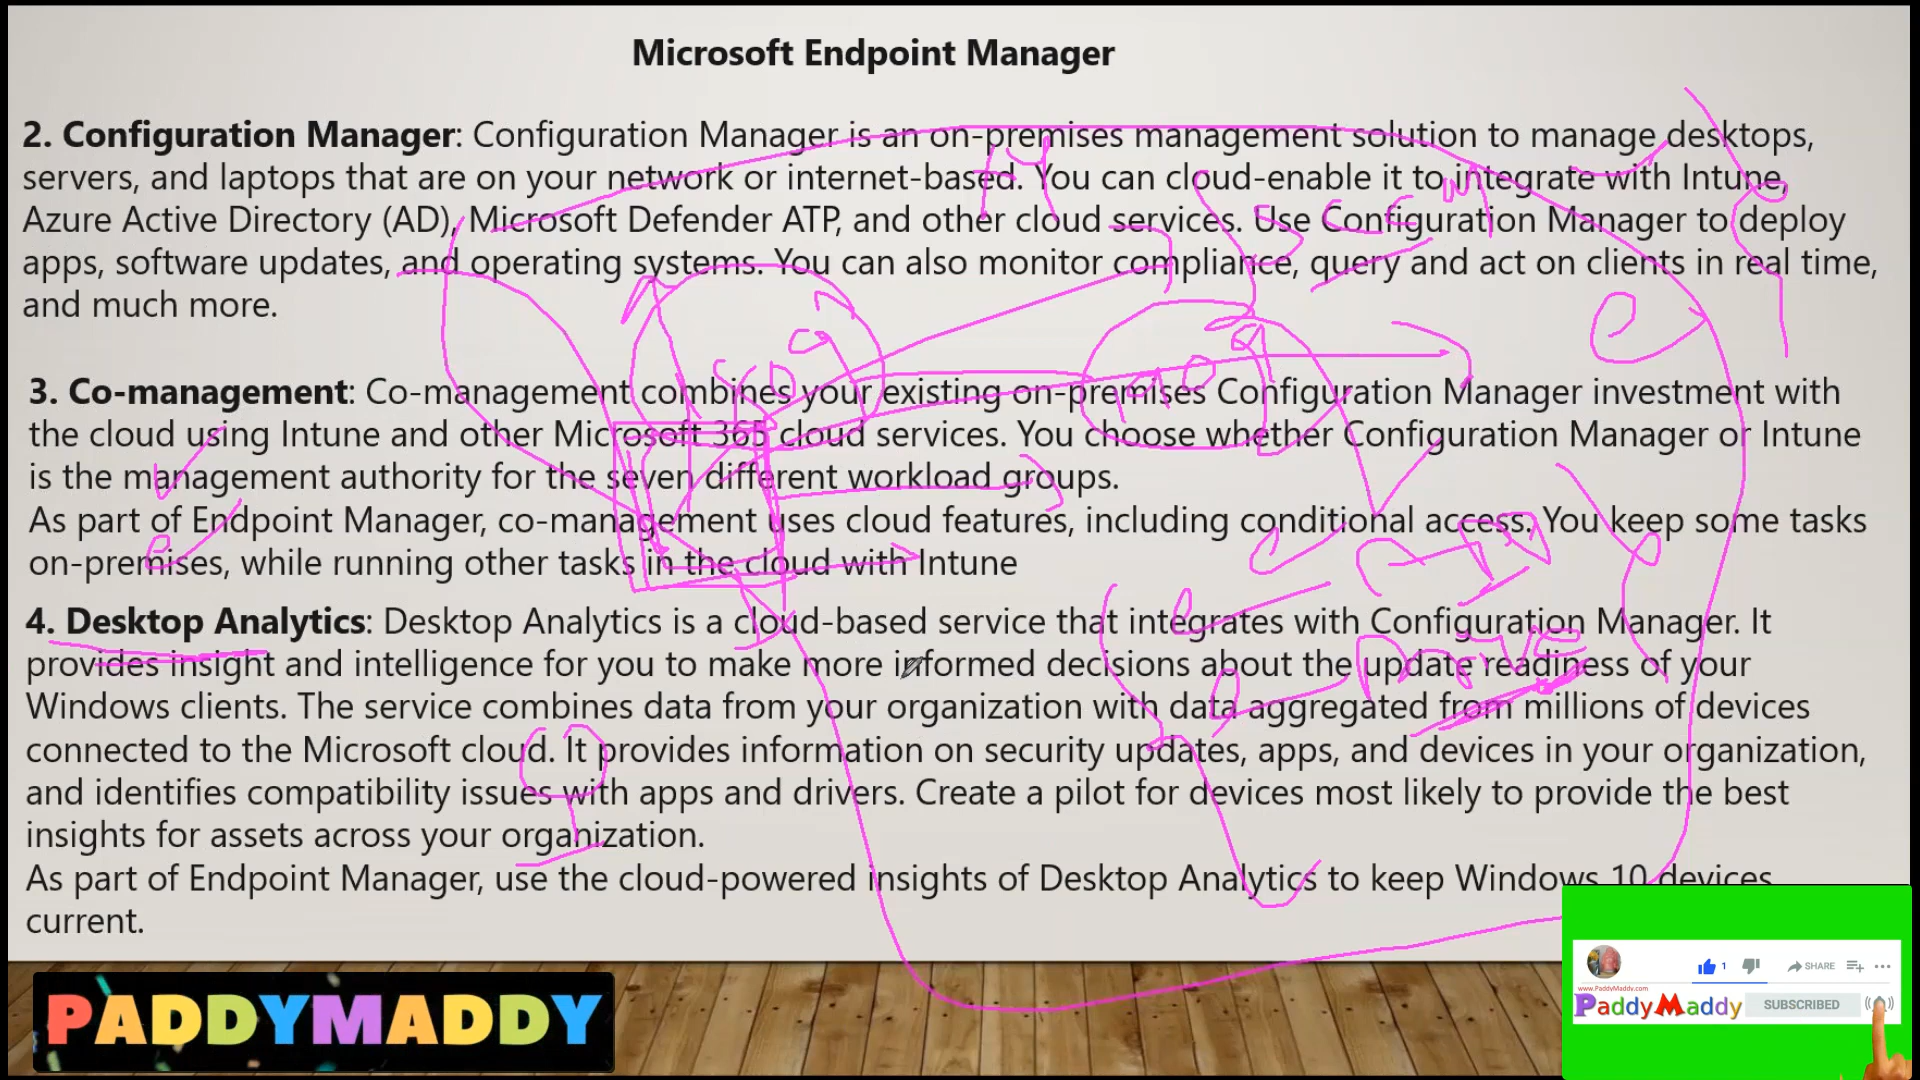 Microsoft Endpoint Manager
2. Configuration Manager: Configuration Manager is an on-premises management solution to manage desktops,
servers, and laptops that are on your network or internet-based. You can cloud-enable it to integrate with Intune,
Azure Active Directory (AD), Microsoft Defender ATP, and other cloud services. Use Configuration Manager to deploy
apps, software updates, and operating systems. You can also monitor compliance, query and act on clients in real time,
and much more.
SCCM
3. Co-management: Co-management combines your existing on-premises Configuration Manager investment with
the cloud using Intune and other Microsoft 365 cloud services. You choose whether Configuration Manager or Intune
is the management authority for the seven different workload groups.
As part of Endpoint Manager, co-management uses cloud features, including conditional access. You keep some tasks
on-premises, while running other tasks in the cloud with Intune
4. Desktop Analytics: Desktop Analytics is a cloud-based service that integrates with Configuration Manager. It
provides insight and intelligence for you to make more informed decisions about the update readiness of your
Windows clients. The service combines data from your organization with data aggregated from millions of devices
connected to the Microsoft cloud. It provides information on security updates, apps, and devices in your organization,
and identifies compatibility issues with apps and drivers. Create a pilot for devices most likely to provide the best
insights for assets across your organization.
As part of Endpoint Manager, use the cloud-powered insights of Desktop Analytics to keep Windows 10 devices
current.
PADDYMADDY
1 SHARE
www.PaddyMaddy.com
PaddyMaddy SUBSCRIBED